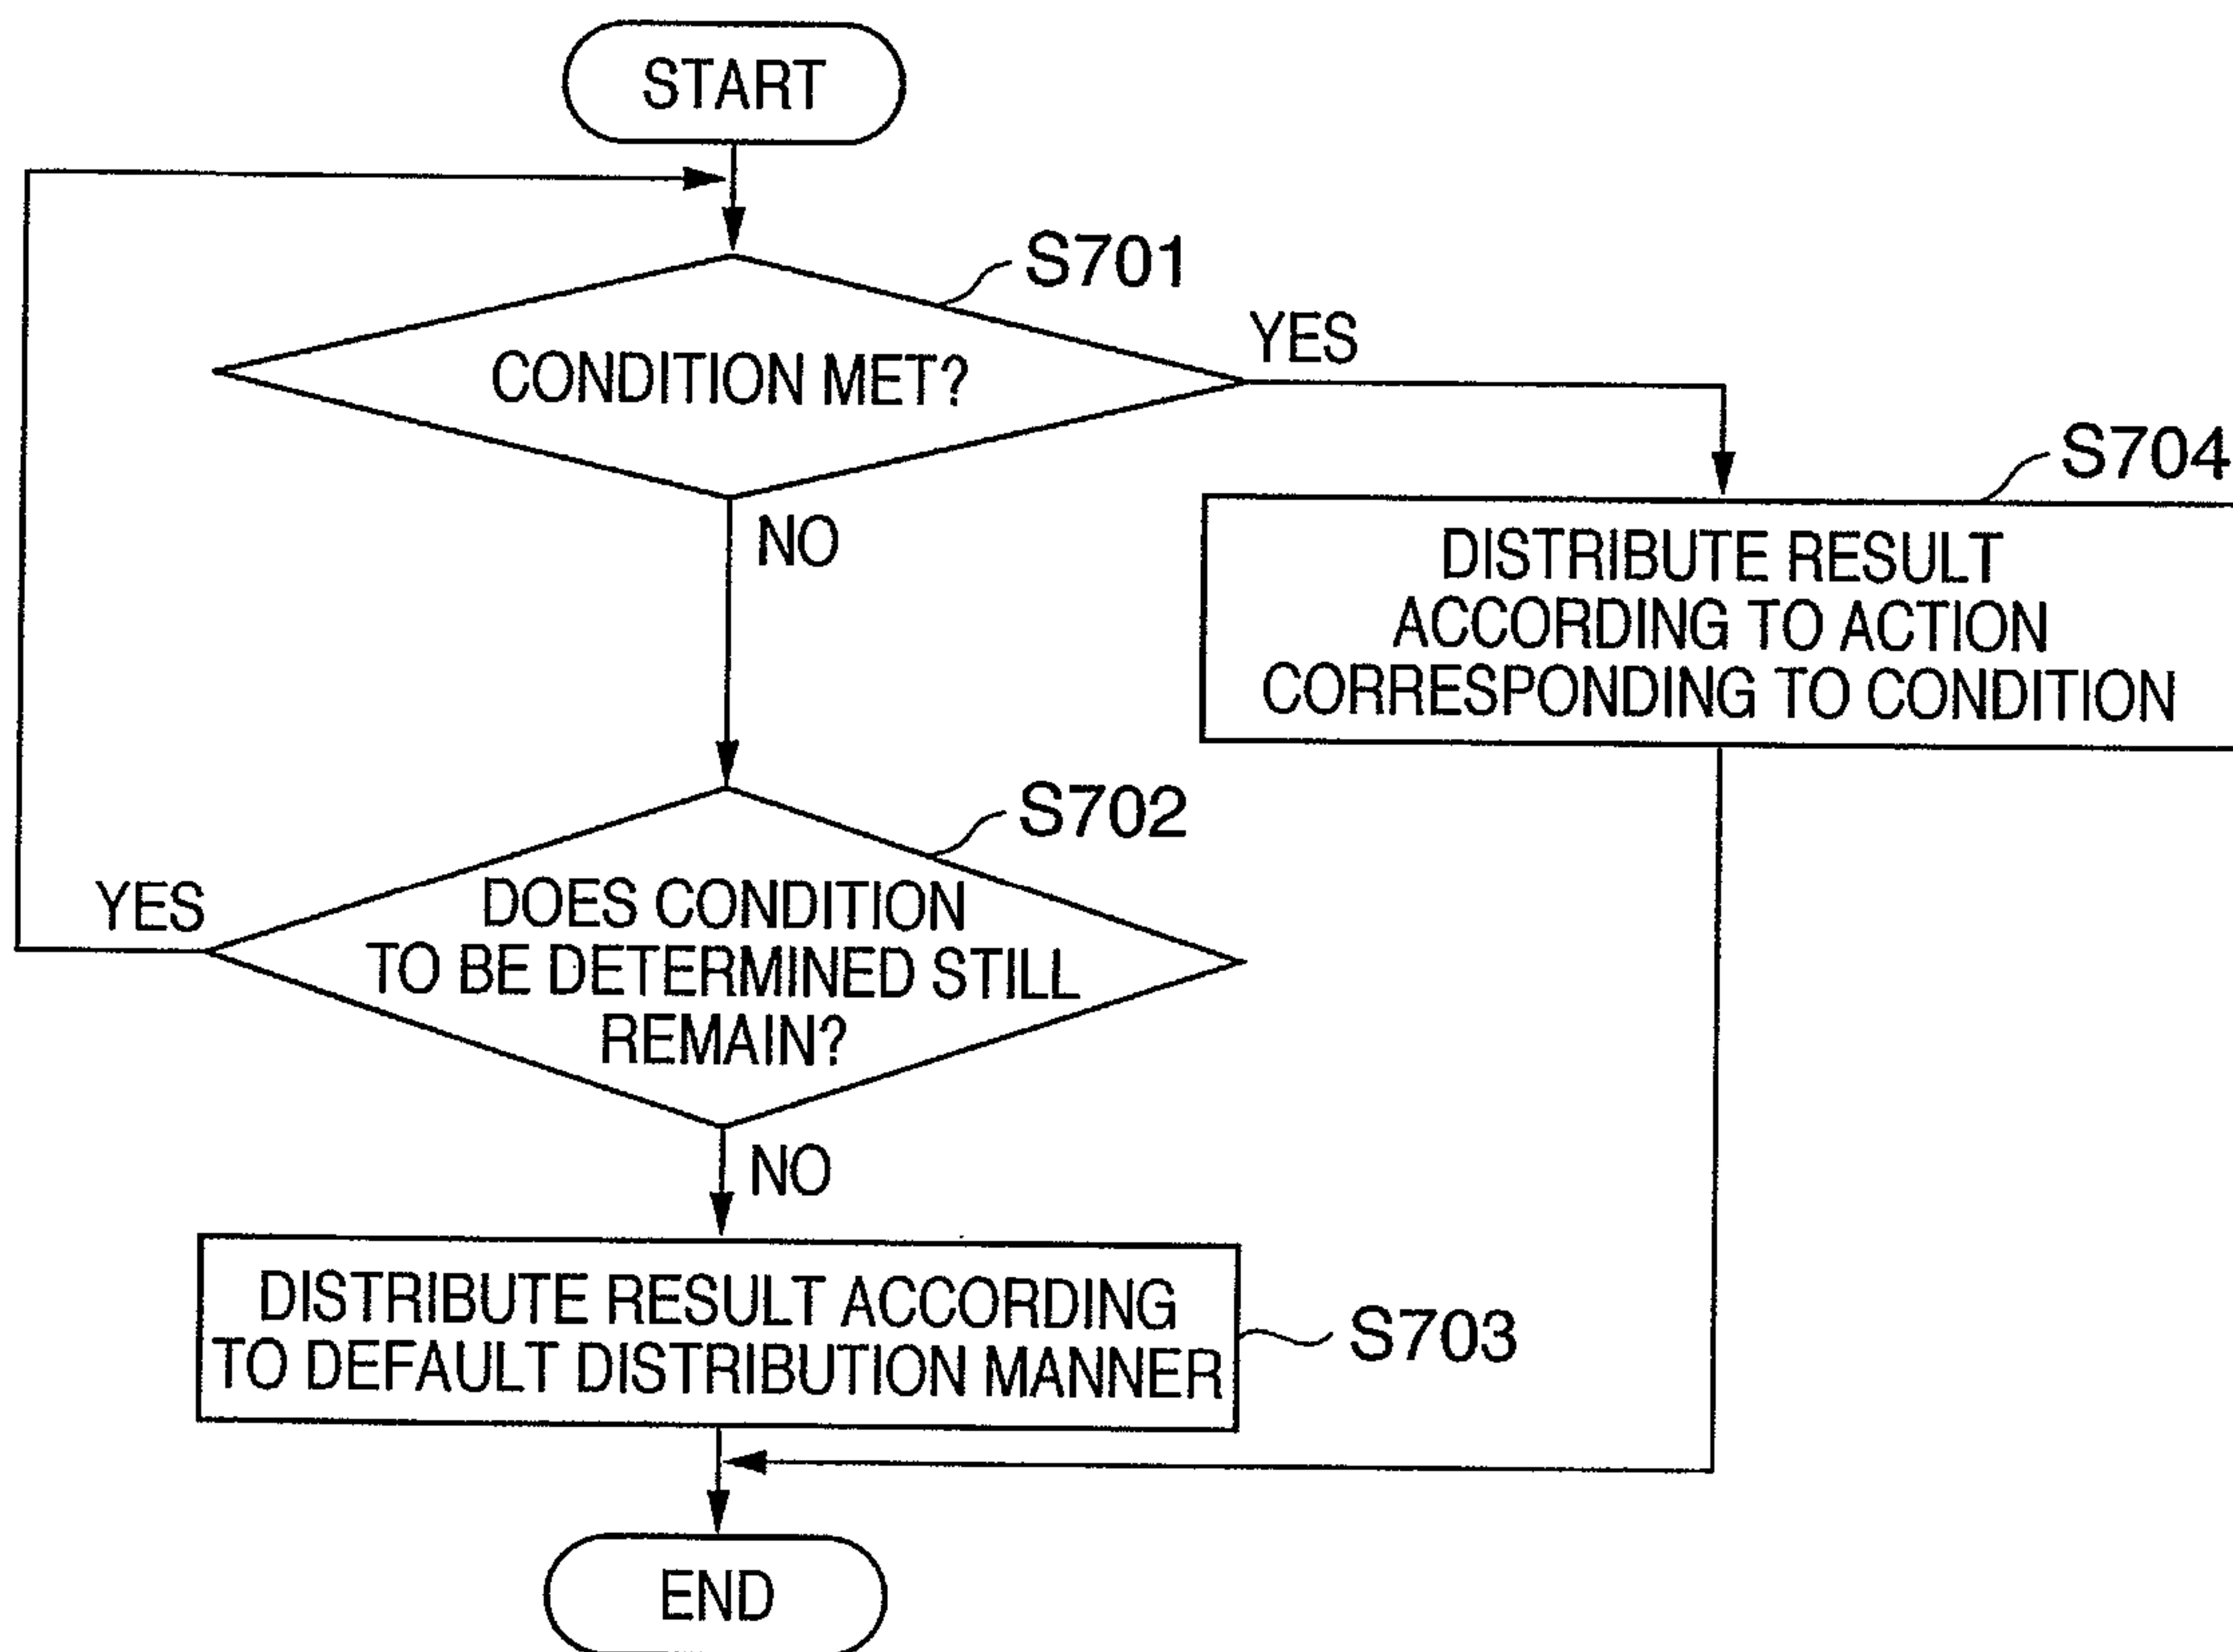 START
S701
CONDITION MET?
YES
NO
S704
DISTRIBUTE RESULT
ACCORDING TO ACTION
CORRESPONDING TO CONDITION
S702
DOES CONDITION
TO BE DETERMINED STILL
REMAIN?
YES
NO
DISTRIBUTE RESULT ACCORDING
TO DEFAULT DISTRIBUTION MANNER
S703
END